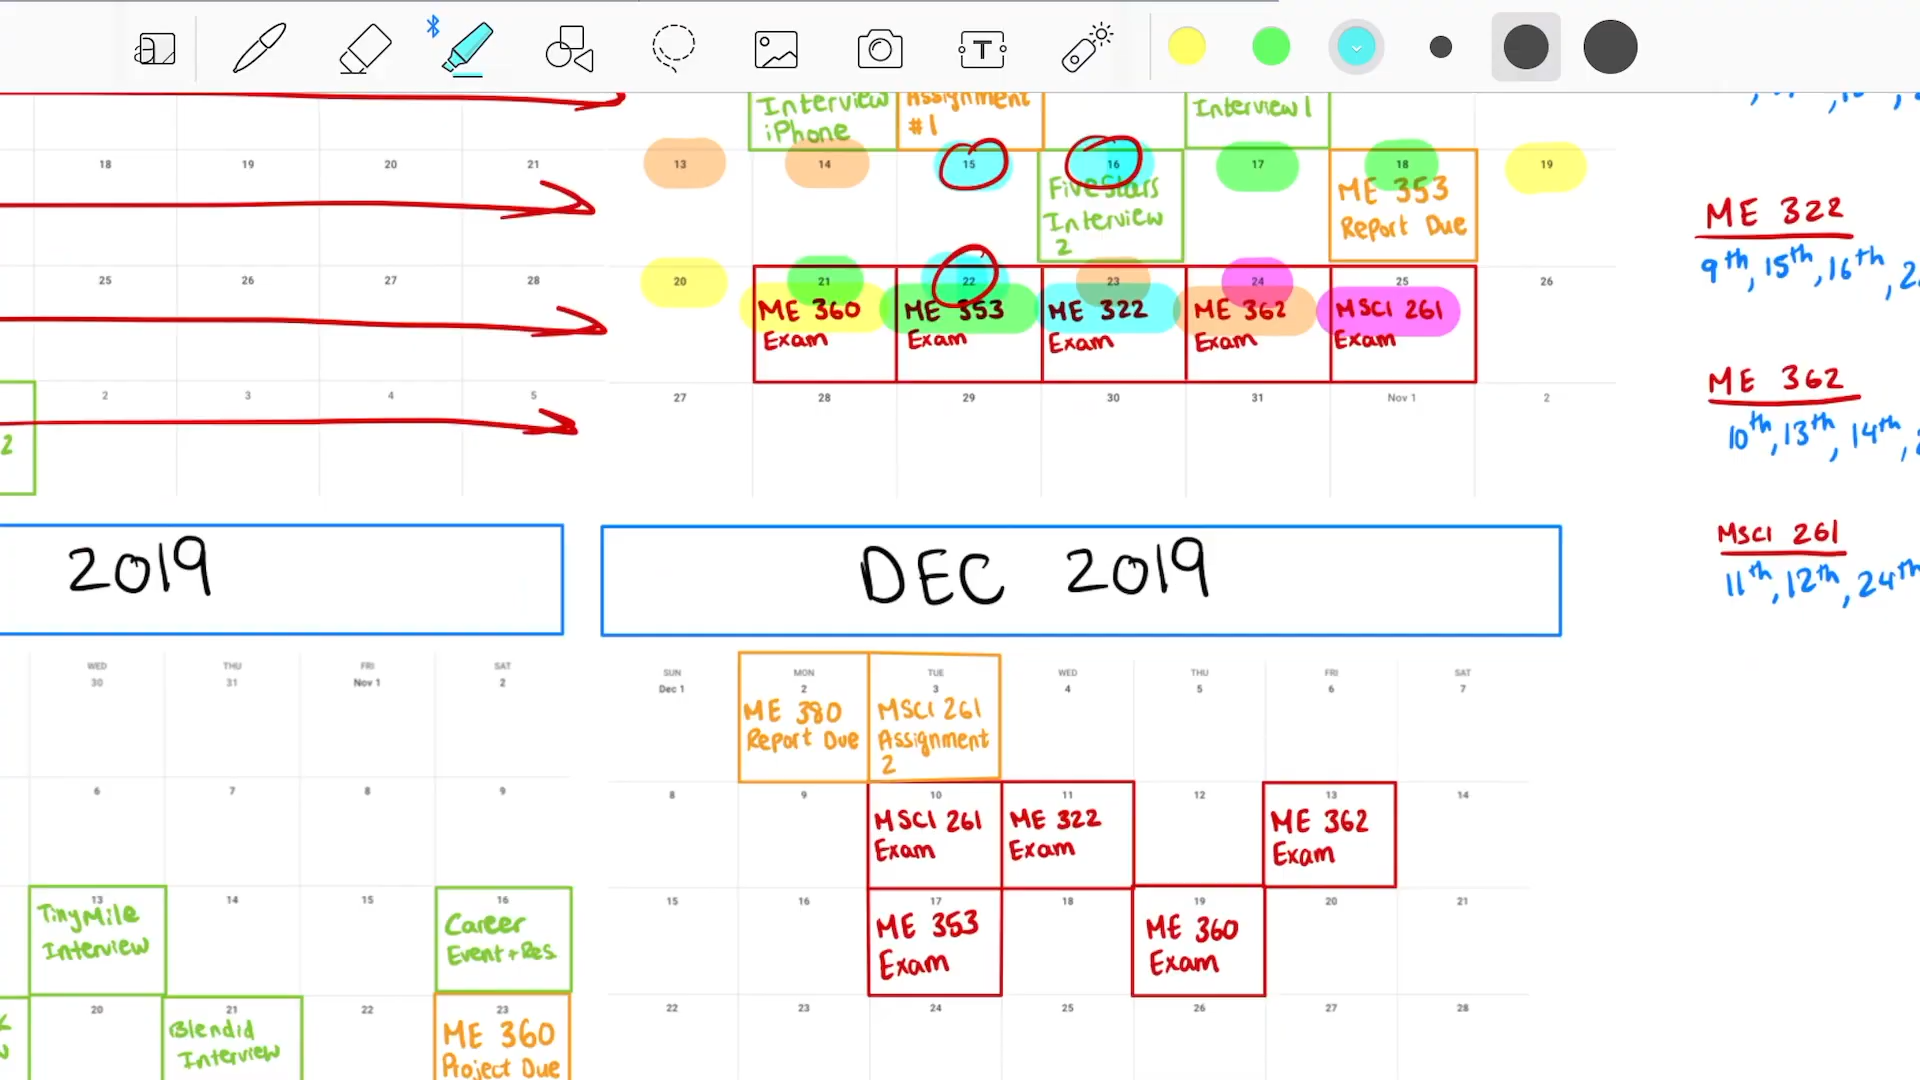 T
Interview
iPhone
Assignment
#1
Interview 1
18 19 20 21
13 14 15 16 17 18 19
FiveStars
Interview
2
ME 353
Report Due
25 26 27 28
20 21 22 23 24 25 26
ME 360
Exam
ME 353
Exam
ME 322
Exam
ME 362
Exam
MSCI 261
Exam
2 3 4 5
27 28 29 30 31 Nov 1 2
2
ME 322
9th, 15th, 16th, 2
ME 362
10th, 13th, 14th,
MSCI 261
11th, 12th, 24th
2019
DEC 2019
WED THU FRI SAT
30 31 Nov 1 2
6 7 8 9
13 14 15 16
TinyMile
Interview
Career
Event + Res.
20 21 22 23
Blendid
Interview
ME 360
Project Due
SUN MON TUE WED THU FRI SAT
Dec 1 2 3 4 5 6 7
ME 380
Report Due
MSCI 261
Assignment
2
8 9 10 11 12 13 14
MSCI 261
Exam
ME 322
Exam
ME 362
Exam
15 16 17 18 19 20 21
ME 353
Exam
ME 360
Exam
22 23 24 25 26 27 28